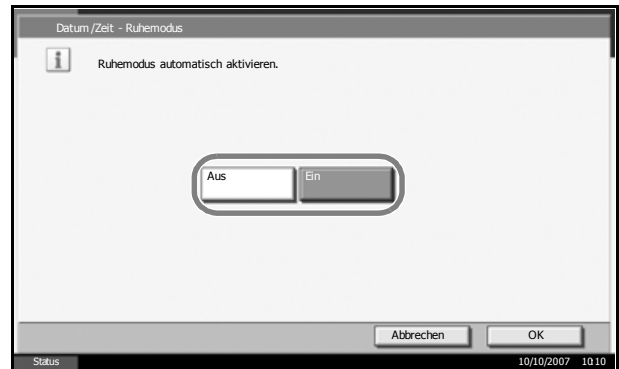 Datum/Zeit - Ruhemodus
Ruhemodus automatisch aktivieren.
Aus Ein
Abbrechen OK
Status 10/10/2007 10:10